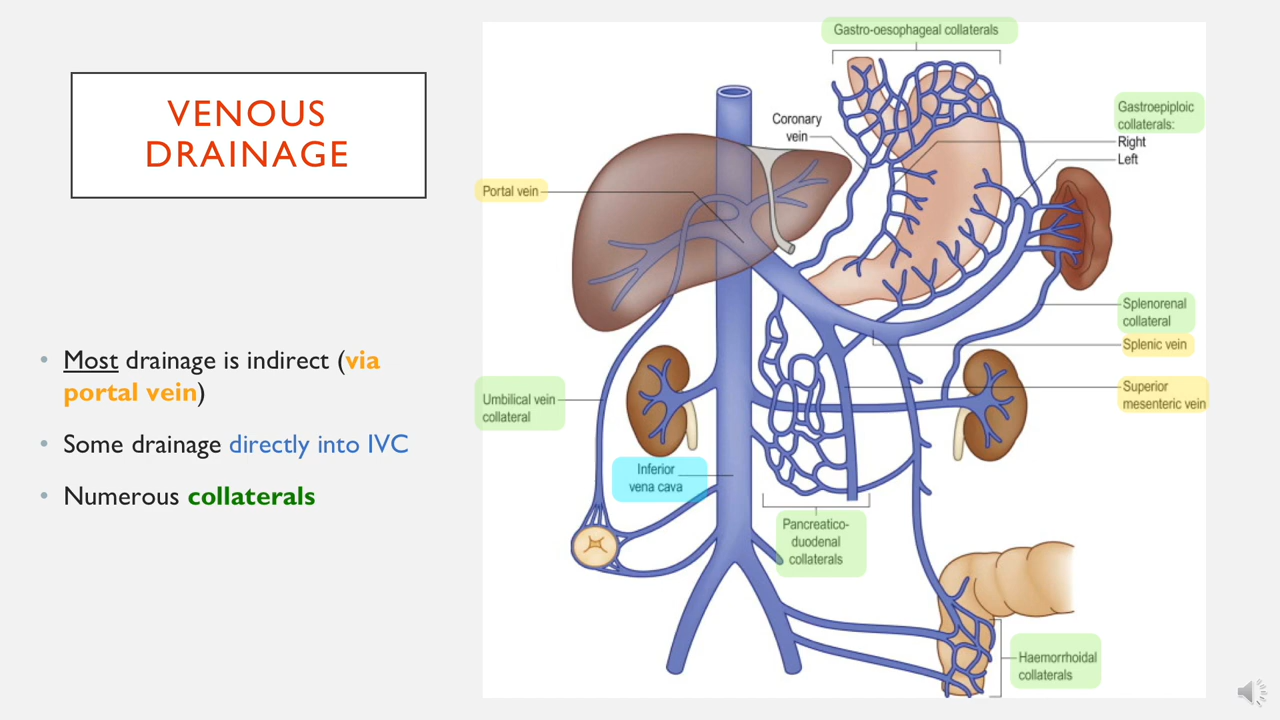 VENOUS
DRAINAGE
• Most drainage is indirect (via
portal vein)
• Some drainage directly into IVC
• Numerous collaterals
Gastro-oesophageal collaterals
Coronary
vein
Gastroepiploic
collaterals:
Right
Left
Portal vein
Splenorenal
collateral
Splenic vein
Superior
mesenteric vein
Umbilical vein
collateral
Inferior
vena cava
Pancreatico-
duodenal
collaterals
Haemorrhoidal
collaterals